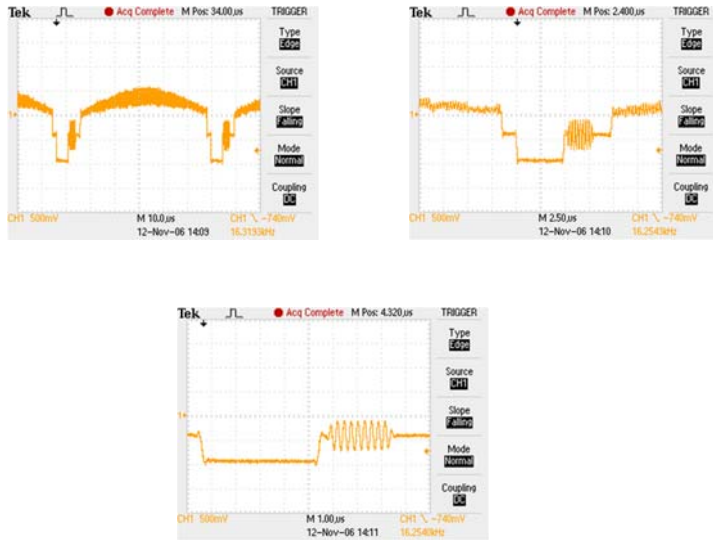 Tek Acq Complete M Pos: 34.00µs TRIGGER
Type
Edge
Source
CH1
Slope
Falling
Mode
Normal
Coupling
DC
1
CH1 500mV M 10.0µs CH1 \ -740mV
12-Nov-06 14:09 16.3193kHz
Tek Acq Complete M Pos: 2.400µs TRIGGER
Type
Edge
Source
CH1
Slope
Falling
Mode
Normal
Coupling
DC
1
CH1 500mV M 2.50µs CH1 \ -740mV
12-Nov-06 14:10 16.2543kHz
Tek Acq Complete M Pos: 4.320µs TRIGGER
Type
Edge
Source
CH1
Slope
Falling
Mode
Normal
Coupling
DC
1
CH1 500mV M 1.00µs CH1 \ -740mV
12-Nov-06 14:11